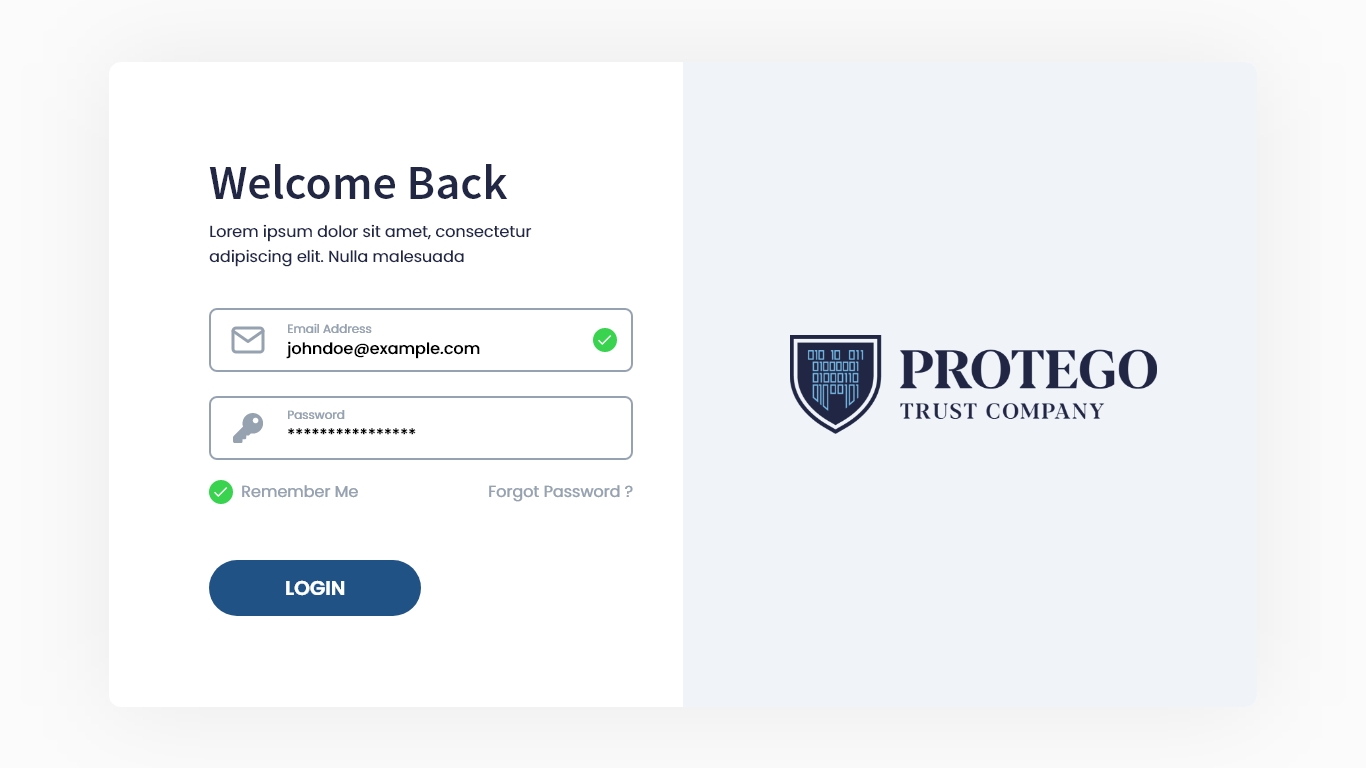 Welcome Back
Lorem ipsum dolor sit amet, consectetur
adipiscing elit. Nulla malesuada
Email Address
johndoe@example.com
Password
****************
Remember Me
Forgot Password ?
LOGIN
010 10 011
01000001
01000110
0100101
PROTEGO
TRUST COMPANY